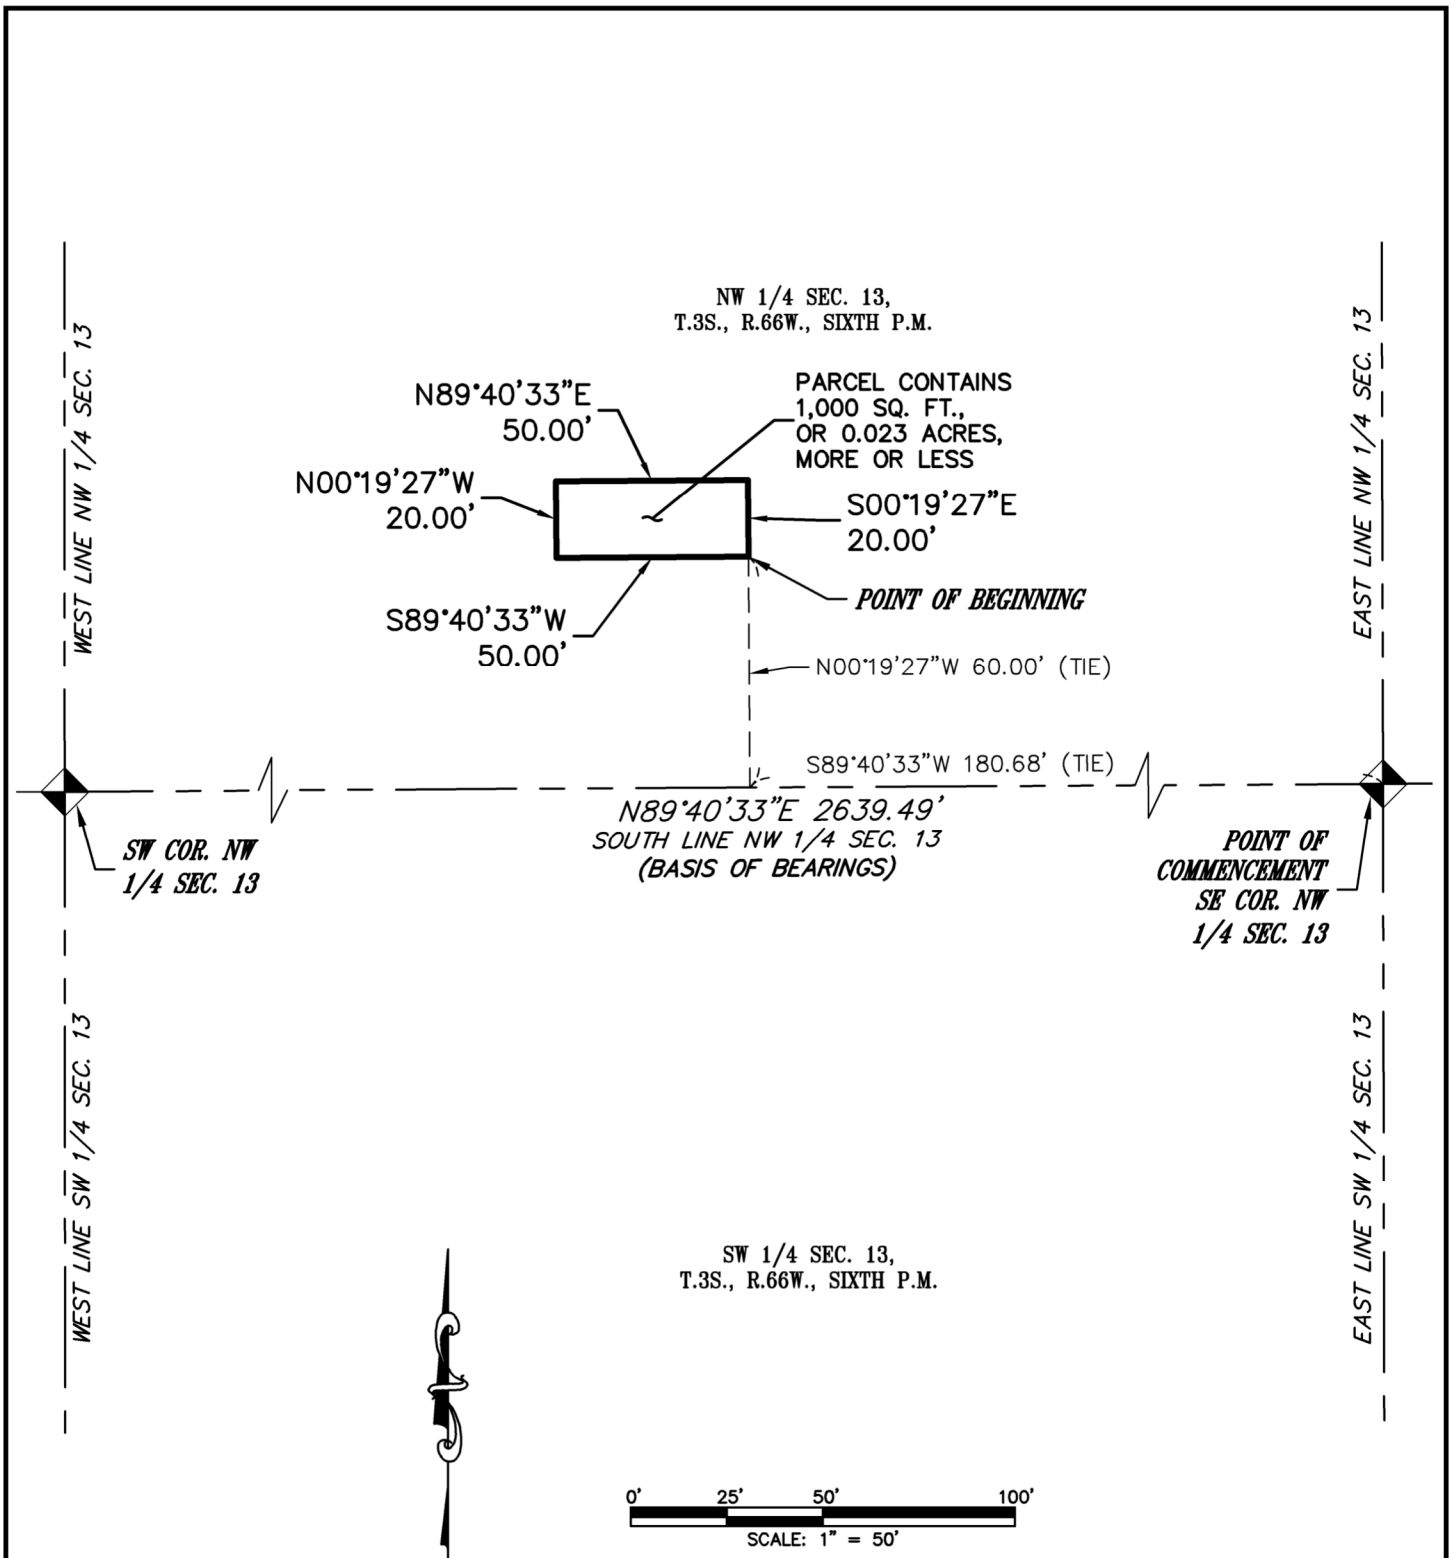 NW 1/4 SEC. 13,
T.3S., R.66W., SIXTH P.M.
WEST LINE NW 1/4 SEC. 13
EAST LINE NW 1/4 SEC. 13
N89°40'33"E
50.00'
PARCEL CONTAINS
1,000 SQ. FT.,
OR 0.023 ACRES,
MORE OR LESS
N00°19'27"W
20.00'
S00°19'27"E
20.00'
S89°40'33"W
50.00'
POINT OF BEGINNING
N00°19'27"W 60.00' (TIE)
S89°40'33"W 180.68' (TIE)
N89°40'33"E 2639.49'
SOUTH LINE NW 1/4 SEC. 13
(BASIS OF BEARINGS)
SW COR. NW
1/4 SEC. 13
POINT OF
COMMENCEMENT
SE COR. NW
1/4 SEC. 13
WEST LINE SW 1/4 SEC. 13
EAST LINE SW 1/4 SEC. 13
SW 1/4 SEC. 13,
T.3S., R.66W., SIXTH P.M.
0' 25' 50' 100'
SCALE: 1" = 50'